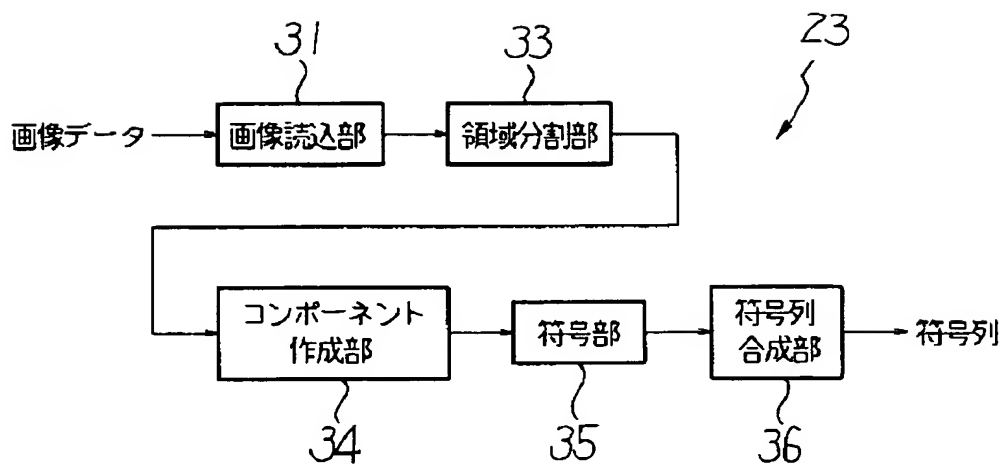 31
33
23
画像データ
画像読込部
領域分割部
コンポーネント
作成部
符号部
符号列
合成部
符号列
34
35
36